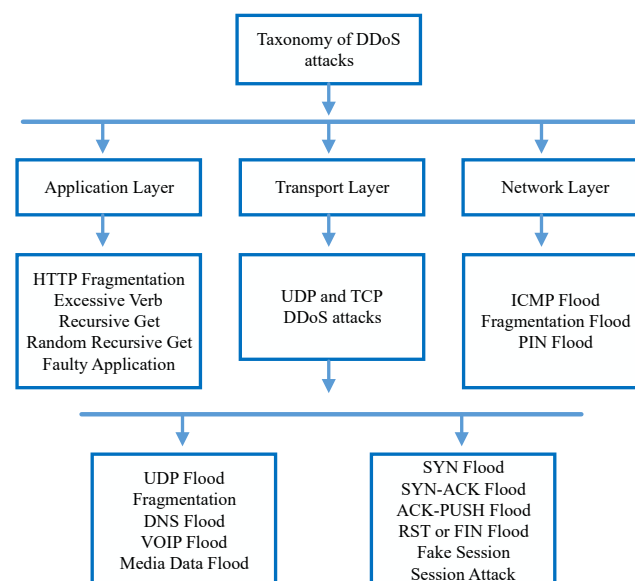 Taxonomy of DDoS
attacks
Application Layer
Transport Layer
Network Layer
HTTP Fragmentation
Excessive Verb
Recursive Get
Random Recursive Get
Faulty Application
UDP and TCP
DDoS attacks
ICMP Flood
Fragmentation Flood
PIN Flood
UDP Flood
Fragmentation
DNS Flood
VOIP Flood
Media Data Flood
SYN Flood
SYN-ACK Flood
ACK-PUSH Flood
RST or FIN Flood
Fake Session
Session Attack